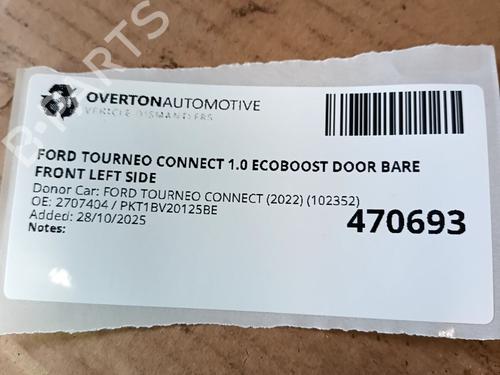 B-PARTS
OVERTONAUTOMOTIVE
VEHICLE DISMANTLERS
FORD TOURNEO CONNECT 1.0 ECOBOOST DOOR BARE
FRONT LEFT SIDE
Donor Car: FORD TOURNEO CONNECT (2022) (102352)
OE: 2707404 / PKT1BV20125BE
Added: 28/10/2025
Notes:
470693